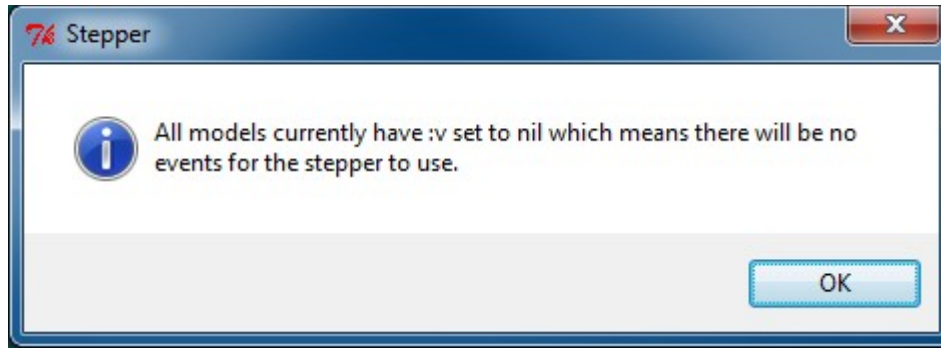 Stepper
All models currently have :v set to nil which means there will be no
events for the stepper to use.
OK